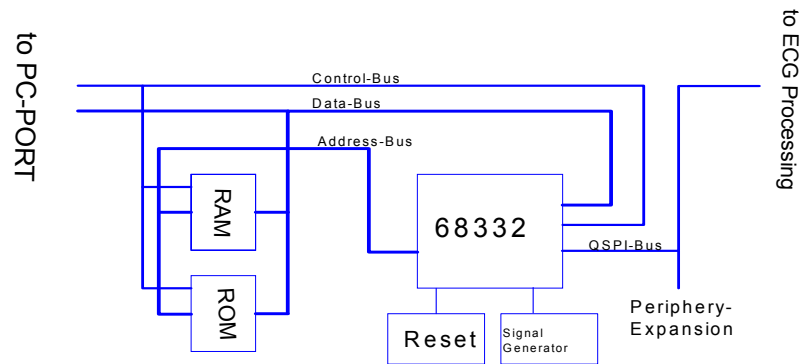 to PC-PORT
to ECG Processing
Control-Bus
Data-Bus
Address-Bus
RAM
68332
QSPI-Bus
ROM
Reset
Signal
Generator
Periphery-
Expansion